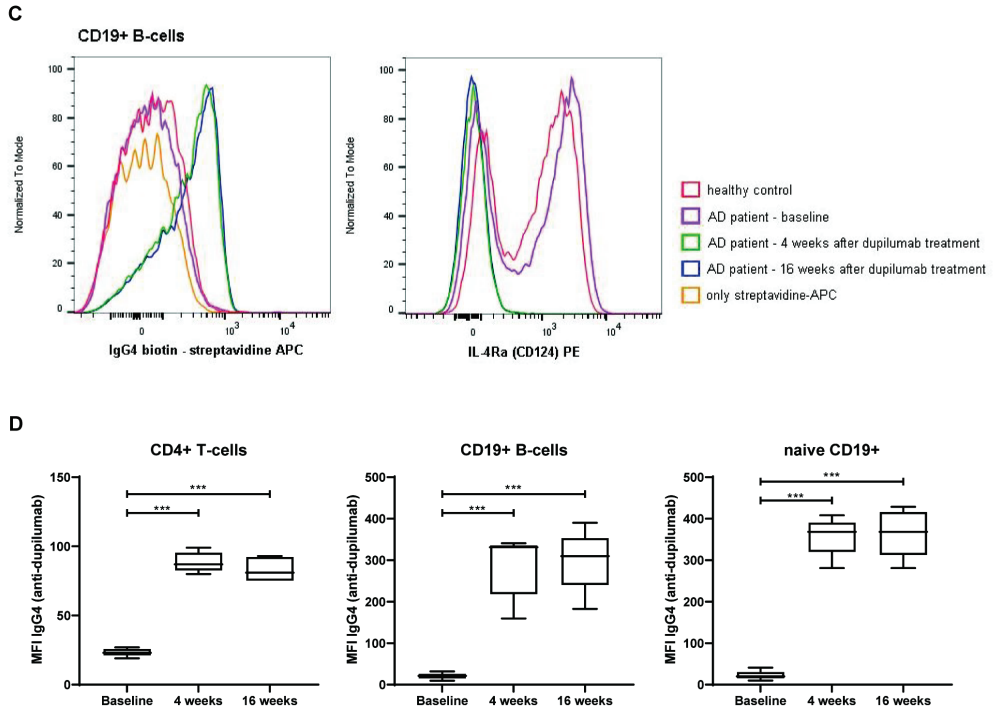 C
CD19+ B-cells
Normalized To Mode
100
80
60
40
20
0
0
10³
10⁴
IgG4 biotin - streptavidine APC
Normalized To Mode
100
80
60
40
20
0
0
10³
10⁴
IL-4Ra (CD124) PE
healthy control
AD patient - baseline
AD patient - 4 weeks after dupilumab treatment
AD patient - 16 weeks after dupilumab treatment
only streptavidine-APC
D
CD4+ T-cells
MFI IgG4 (anti-dupilumab)
150
100
50
0
***
***
Baseline 4 weeks 16 weeks
CD19+ B-cells
MFI IgG4 (anti-dupilumab)
500
400
300
200
100
0
***
***
Baseline 4 weeks 16 weeks
naive CD19+
MFI IgG4 (anti-dupilumab)
500
400
300
200
100
0
***
***
Baseline 4 weeks 16 weeks